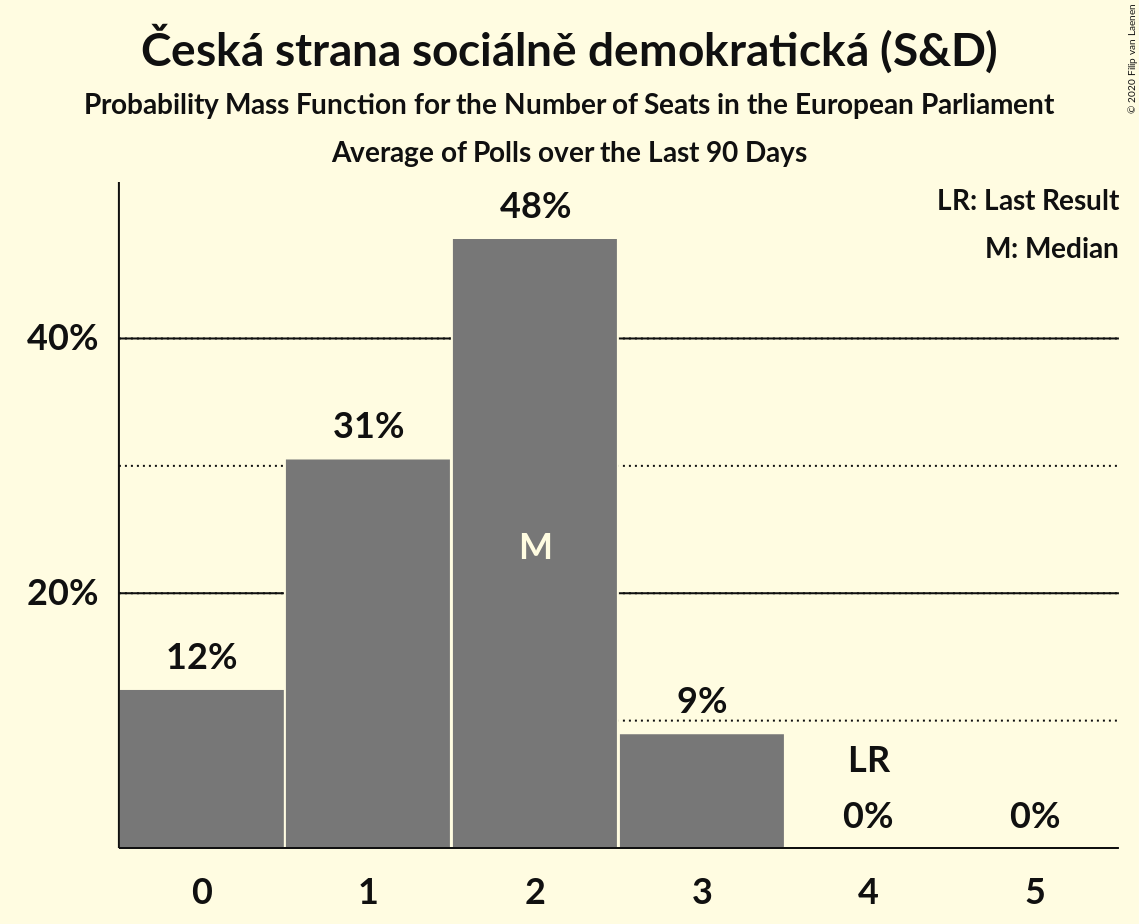 Česká strana sociálně demokratická (S&D)
Probability Mass Function for the Number of Seats in the European Parliament
Average of Polls over the Last 90 Days
© 2020 Filip van Laenen
LR: Last Result
M: Median
48%
40%
31%
M
20%
12%
9%
LR
0%
0%
0
1
2
3
4
5